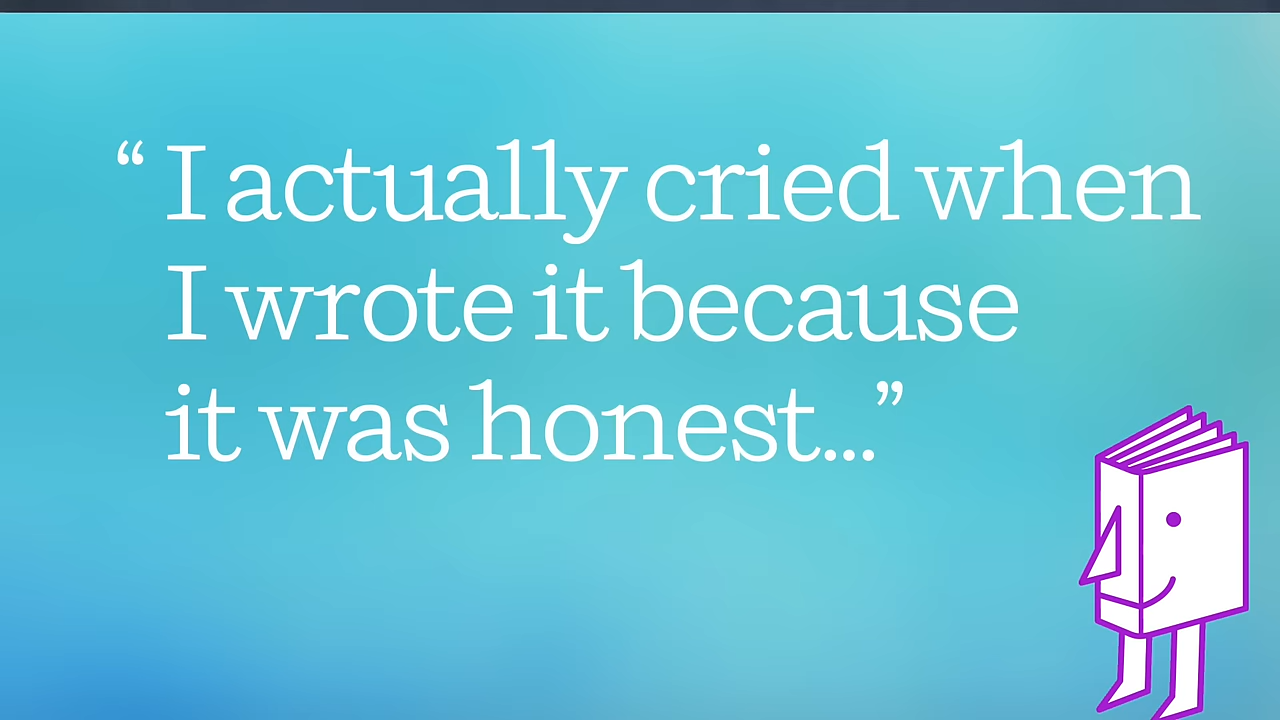 “ I actually cried when
I wrote it because
it was honest...”